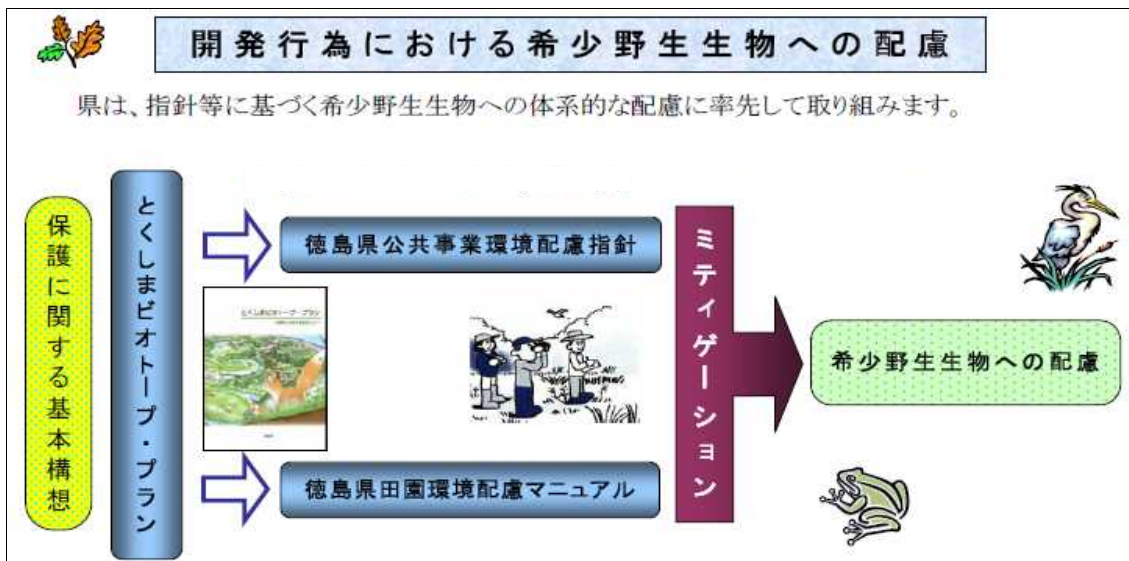 開発行為における希少野生生物への配慮
県は、指針等に基づく希少野生生物への体系的な配慮に率先して取り組みます。
保護に関する基本構想
とくしまビオトープ・プラン
徳島県公共事業環境配慮指針
とくしまビオトープ・プラン
徳島県田園環境配慮マニュアル
ミティゲーション
希少野生生物への配慮